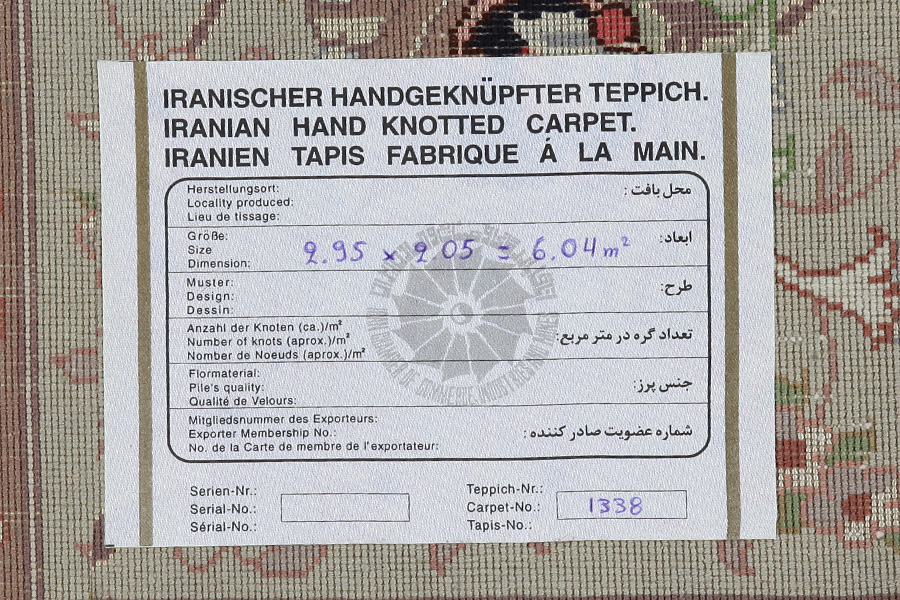 IRANISCHER HANDGEKNÜPFTER TEPPICH.
IRANIAN HAND KNOTTED CARPET.
IRANIEN TAPIS FABRIQUE Á LA MAIN.
Herstellungsort:
Locality produced:
Lieu de tissage:
محل بافت :
Größe:
Size
Dimension:
2.95 x 2.05 = 6.04 m²
ابعاد:
Muster:
Design:
Dessin:
طرح:
Anzahl der Knoten (ca.)/m²
Number of knots (aprox.)/m²
Nomber de Noeuds (aprox.)/m²
تعداد گره در متر مربع:
Flormaterial:
Pile's quality:
Qualité de Velours:
جنس پرز:
Mitgliedsnummer des Exporteurs:
Exporter Membership No.:
No. de la Carte de membre de l'exportateur:
شماره عضویت صادر کننده :
Serien-Nr.:
Serial-No.:
Sérial-No.:
Teppich-Nr.:
Carpet-No.:
Tapis-No.:
1338